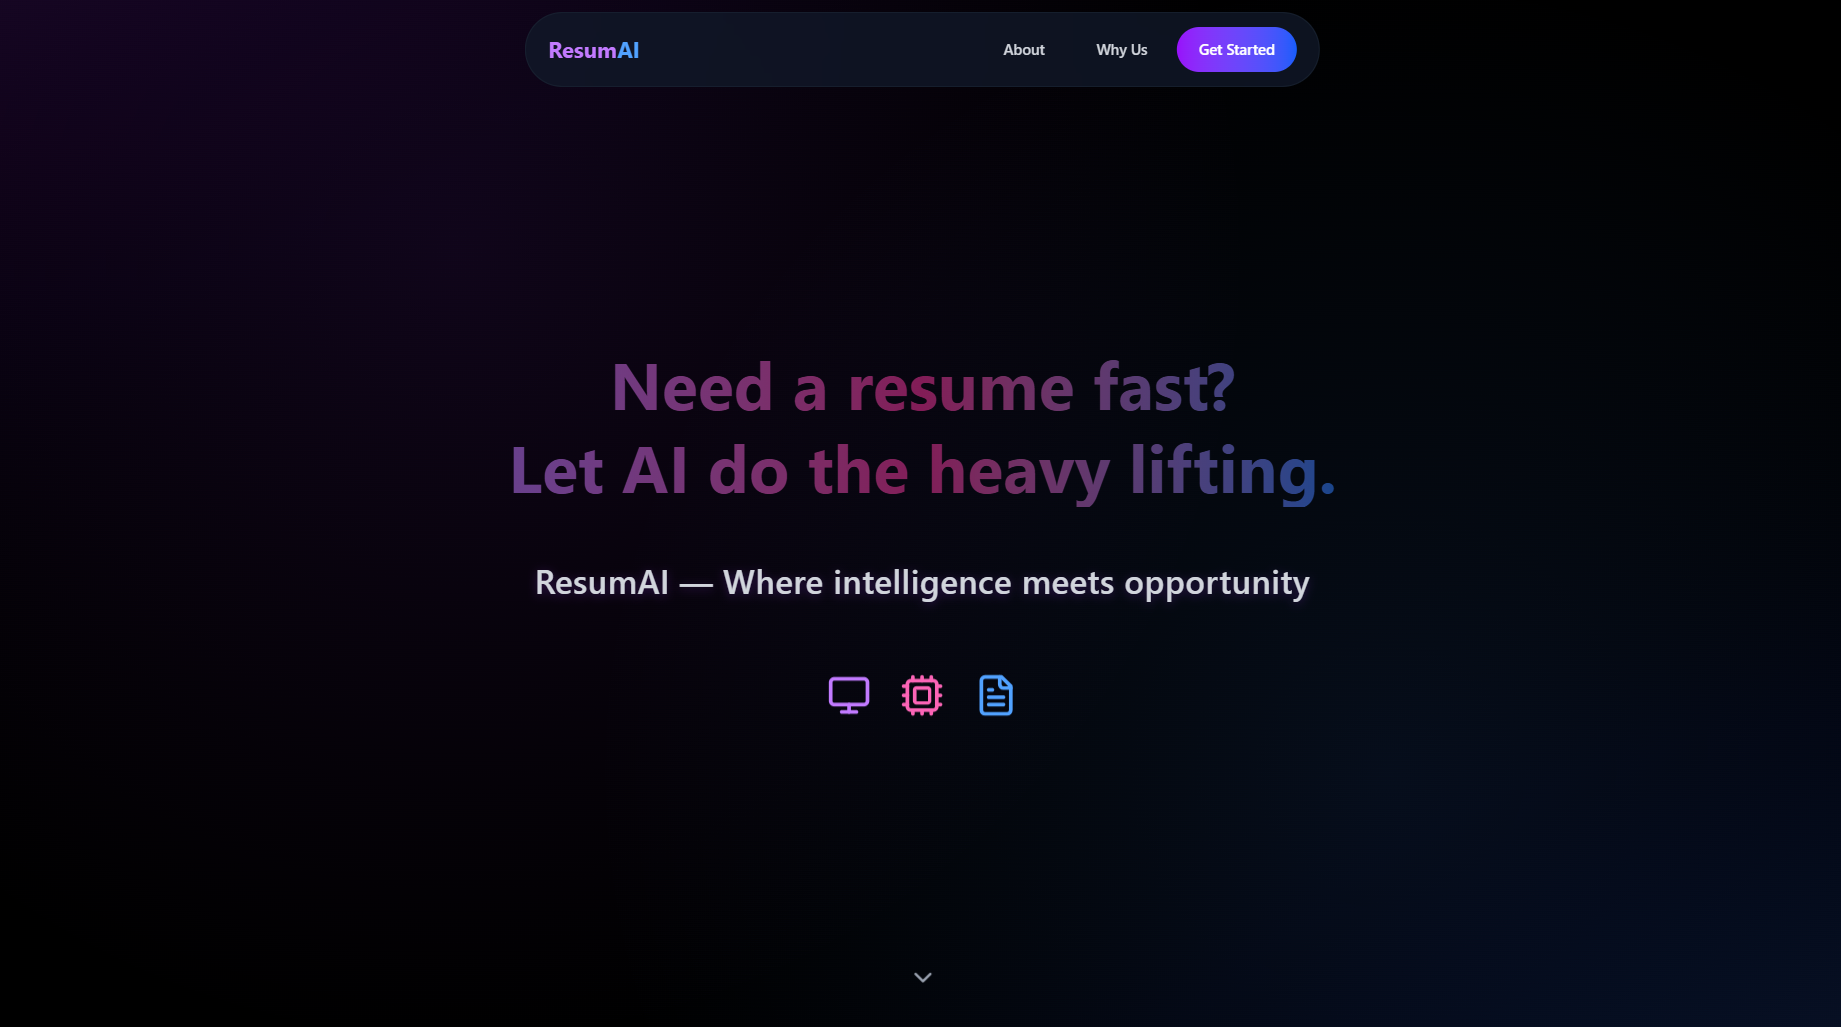 ResumAI
About
Why Us
Get Started
Need a resume fast?
Let AI do the heavy lifting.
ResumAI — Where intelligence meets opportunity